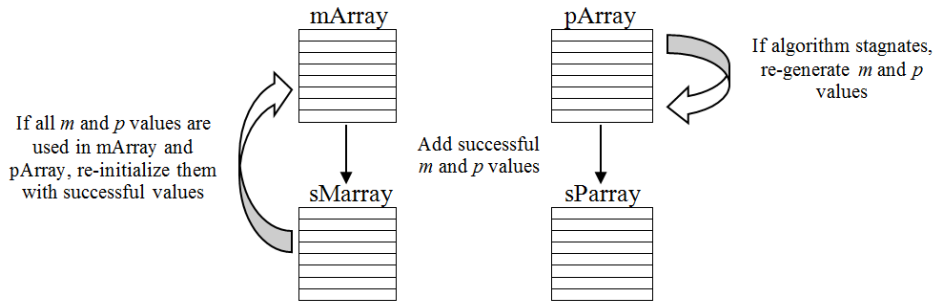 mArray
pArray
If algorithm stagnates,
re-generate m and p
values
If all m and p values are
used in mArray and
pArray, re-initialize them
with successful values
Add successful
m and p values
sMarray
sParray